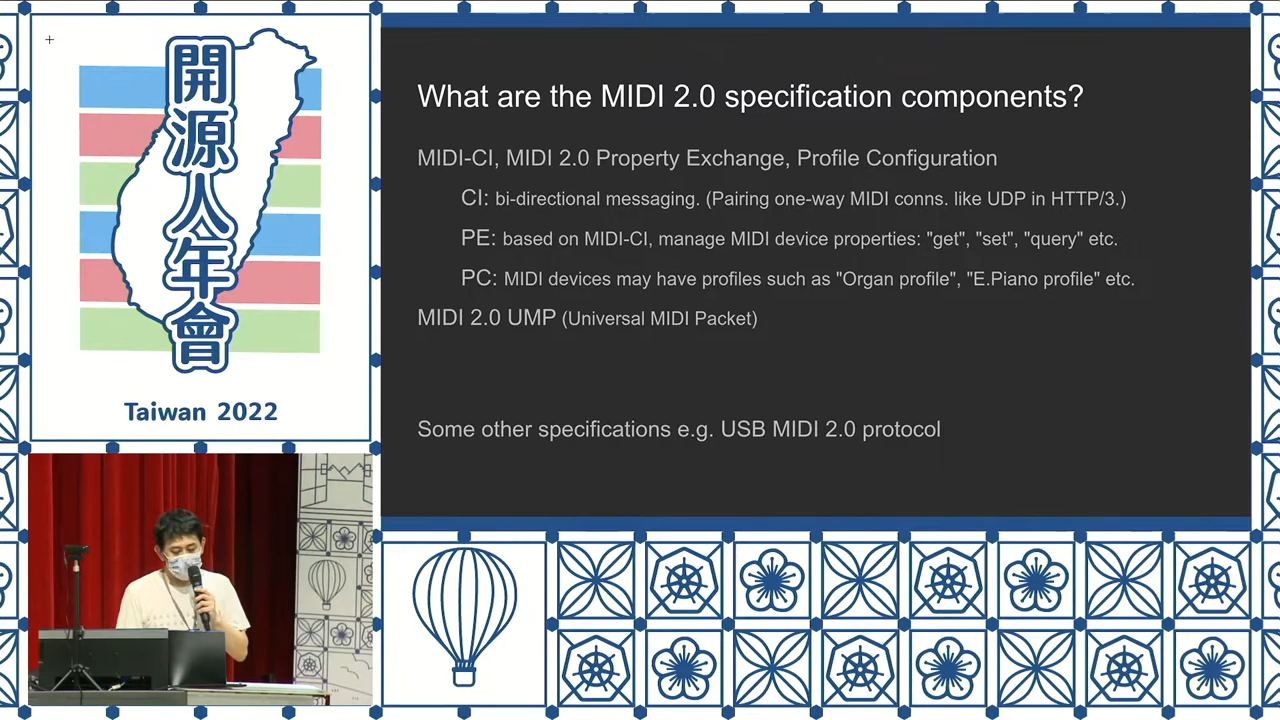 開源人年會
Taiwan 2022
What are the MIDI 2.0 specification components?
MIDI-CI, MIDI 2.0 Property Exchange, Profile Configuration
CI: bi-directional messaging. (Pairing one-way MIDI conns. like UDP in HTTP/3.)
PE: based on MIDI-CI, manage MIDI device properties: "get", "set", "query" etc.
PC: MIDI devices may have profiles such as "Organ profile", "E.Piano profile" etc.
MIDI 2.0 UMP (Universal MIDI Packet)
Some other specifications e.g. USB MIDI 2.0 protocol